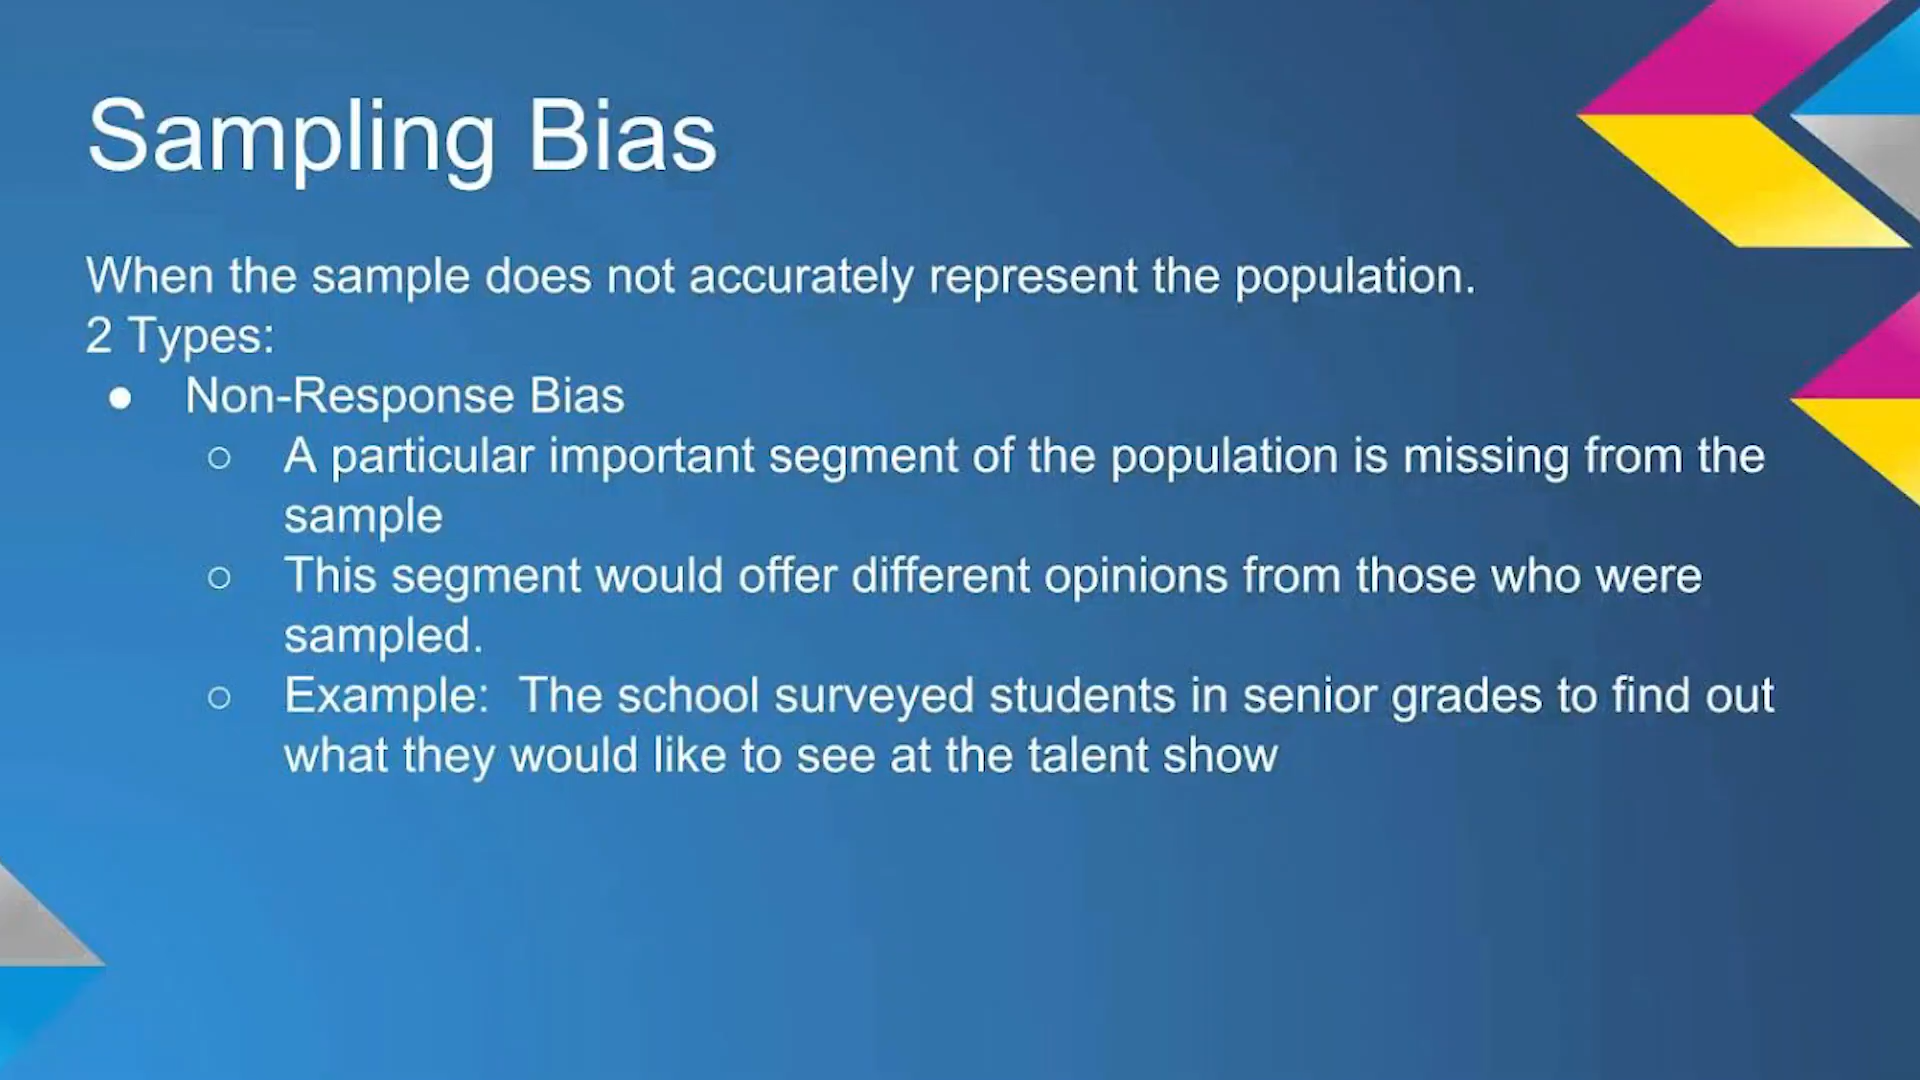 Sampling Bias
When the sample does not accurately represent the population.
2 Types:
● Non-Response Bias
○ A particular important segment of the population is missing from the
sample
○ This segment would offer different opinions from those who were
sampled.
○ Example:  The school surveyed students in senior grades to find out
what they would like to see at the talent show